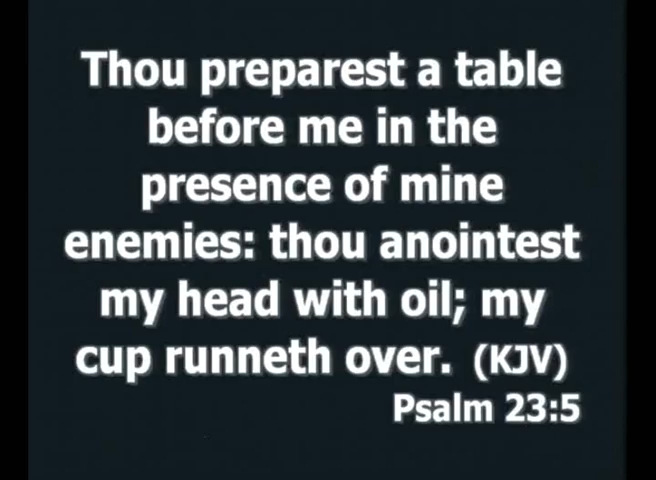 Thou preparest a table
before me in the
presence of mine
enemies: thou anointest
my head with oil; my
cup runneth over. (KJV)
Psalm 23:5